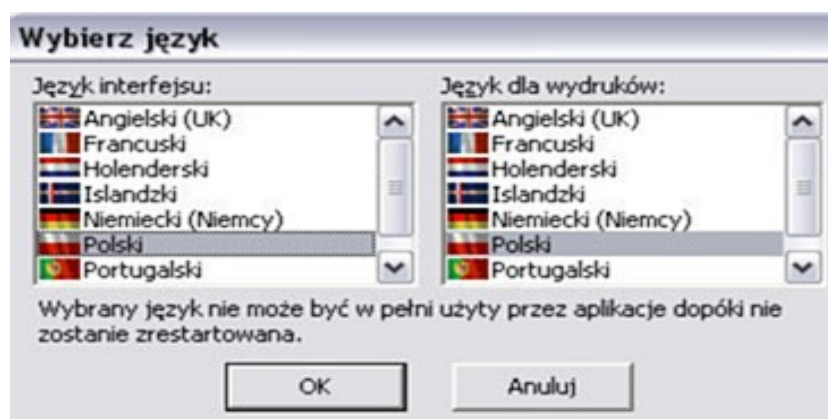 Wybierz język
Język interfejsu:
Angielski (UK)
Francuski
Holenderski
Islandzki
Niemiecki (Niemcy)
Polski
Portugalski
Język dla wydruków:
Angielski (UK)
Francuski
Holenderski
Islandzki
Niemiecki (Niemcy)
Polski
Portugalski
Wybrany język nie może być w pełni użyty przez aplikacje dopóki nie
zostanie zrestartowana.
OK
Anuluj